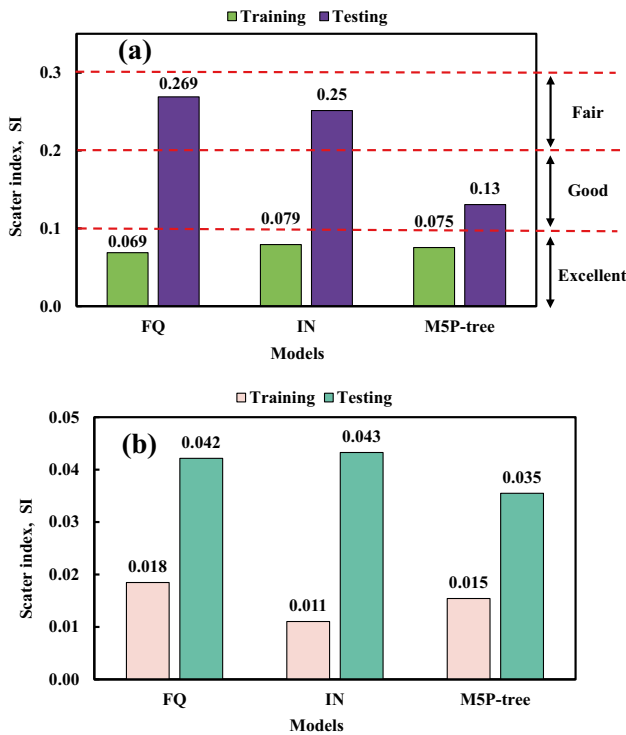 Training Testing
(a)
0.3
0.269
0.25
Fair
0.2
0.13
Good
0.1
0.069
0.079
0.075
Excellent
0.0
Scater index, SI
FQ IN M5P-tree
Models
Training Testing
0.05
(b)
0.042
0.043
0.04
0.035
0.03
0.02
0.018
0.011
0.015
0.01
0.00
Scater index, SI
FQ IN M5P-tree
Models